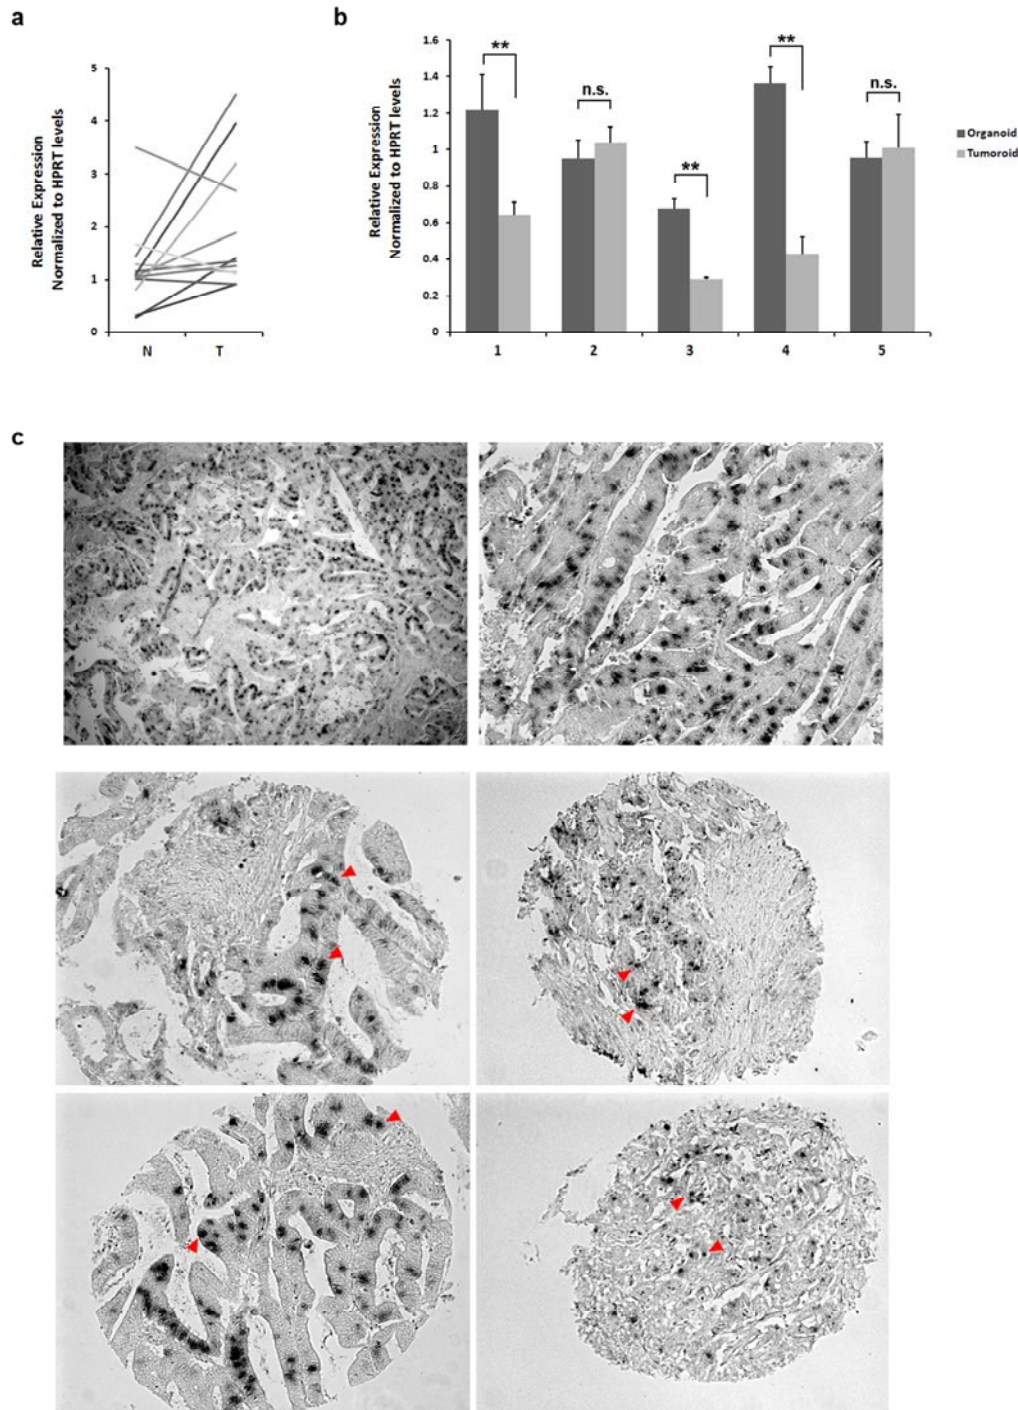 a
Relative Expression
Normalized to HPRT levels
5
4
3
2
1
0
N
T
b
Relative Expression
Normalized to HPRT levels
1.6
1.4
1.2
1
0.8
0.6
0.4
0.2
0
**
n.s.
**
**
n.s.
1
2
3
4
5
Organoid
Tumoroid
c